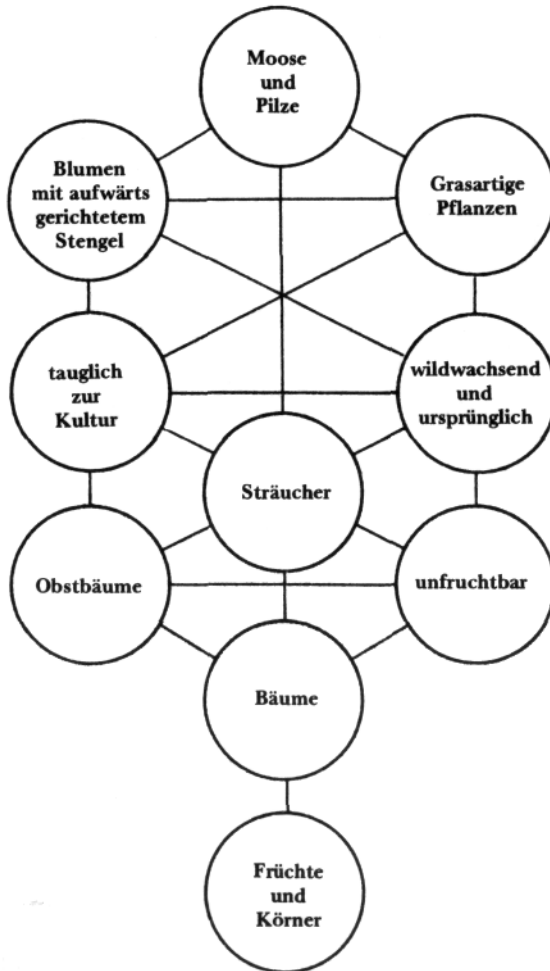 Moose
und
Pilze
Blumen
mit aufwärts
gerichtetem
Stengel
Grasartige
Pflanzen
tauglich
zur
Kultur
wildwachsend
und
ursprünglich
Sträucher
Obstbäume
unfruchtbar
Bäume
Früchte
und
Körner